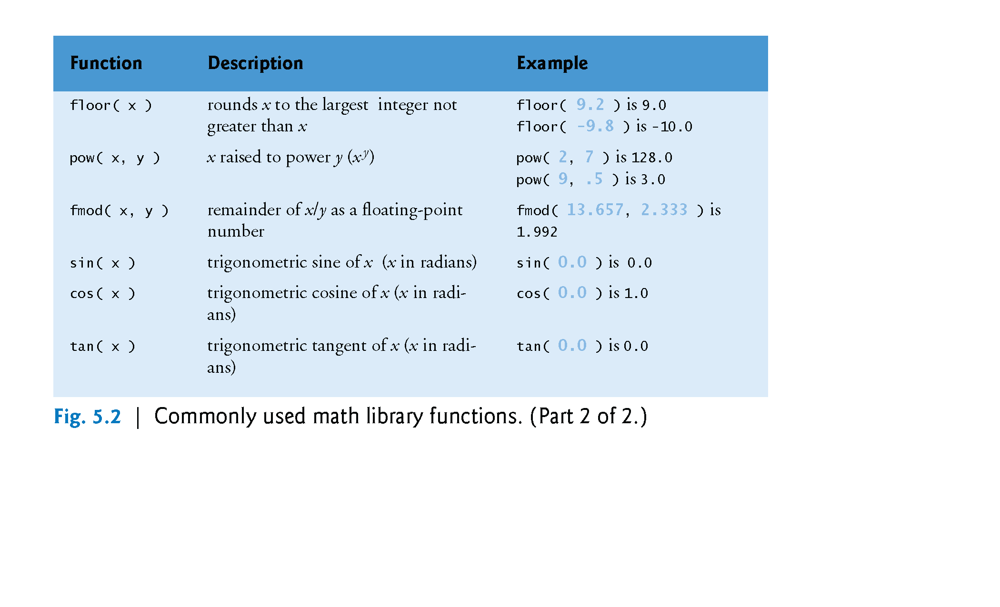 Function Description Example
floor( x ) rounds x to the largest integer not floor( 9.2 ) is 9.0
greater than x floor( -9.8 ) is -10.0
pow( x, y ) x raised to power y (xʸ) pow( 2, 7 ) is 128.0
pow( 9, .5 ) is 3.0
fmod( x, y ) remainder of x/y as a floating-point fmod( 13.657, 2.333 ) is
number 1.992
sin( x ) trigonometric sine of x (x in radians) sin( 0.0 ) is 0.0
cos( x ) trigonometric cosine of x (x in radi- cos( 0.0 ) is 1.0
ans)
tan( x ) trigonometric tangent of x (x in radi- tan( 0.0 ) is 0.0
ans)
Fig. 5.2 | Commonly used math library functions. (Part 2 of 2.)